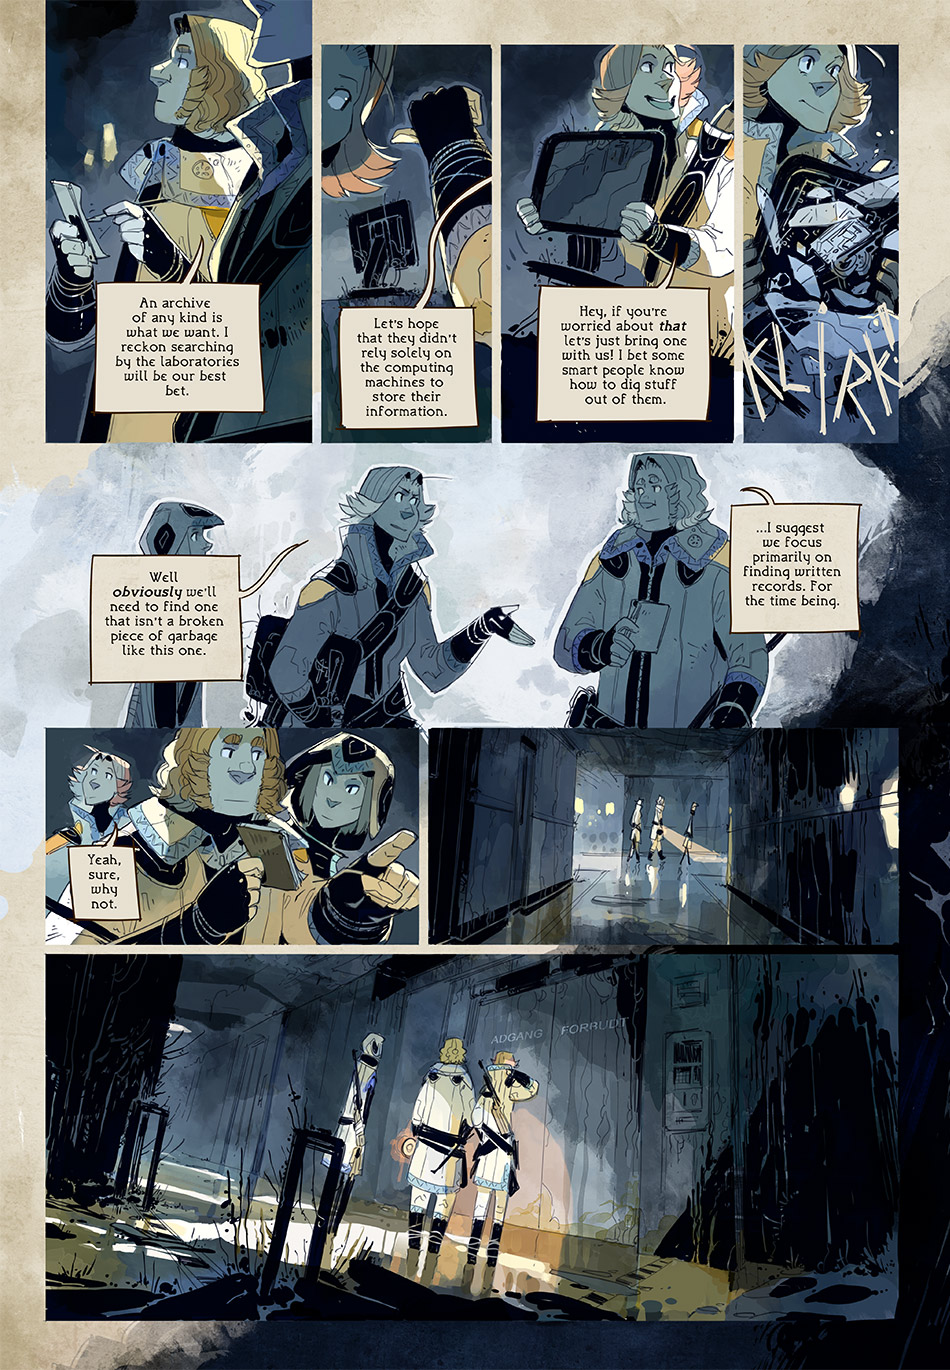 An archive
of any kind is
what we want. I
reckon searching
by the laboratories
will be our best
bet.
Let's hope
that they didn't
rely solely on
the computing
machines to
store their
information.
Hey, if you're
worried about that
let's just bring one
with us! I bet some
smart people know
how to dig stuff
out of them.
KLIRK!
Well
obviously we'll
need to find one
that isn't a broken
piece of garbage
like this one.
...I suggest
we focus
primarily on
finding written
records. For
the time being.
Yeah,
sure,
why
not.
ADGANG FORBUDT